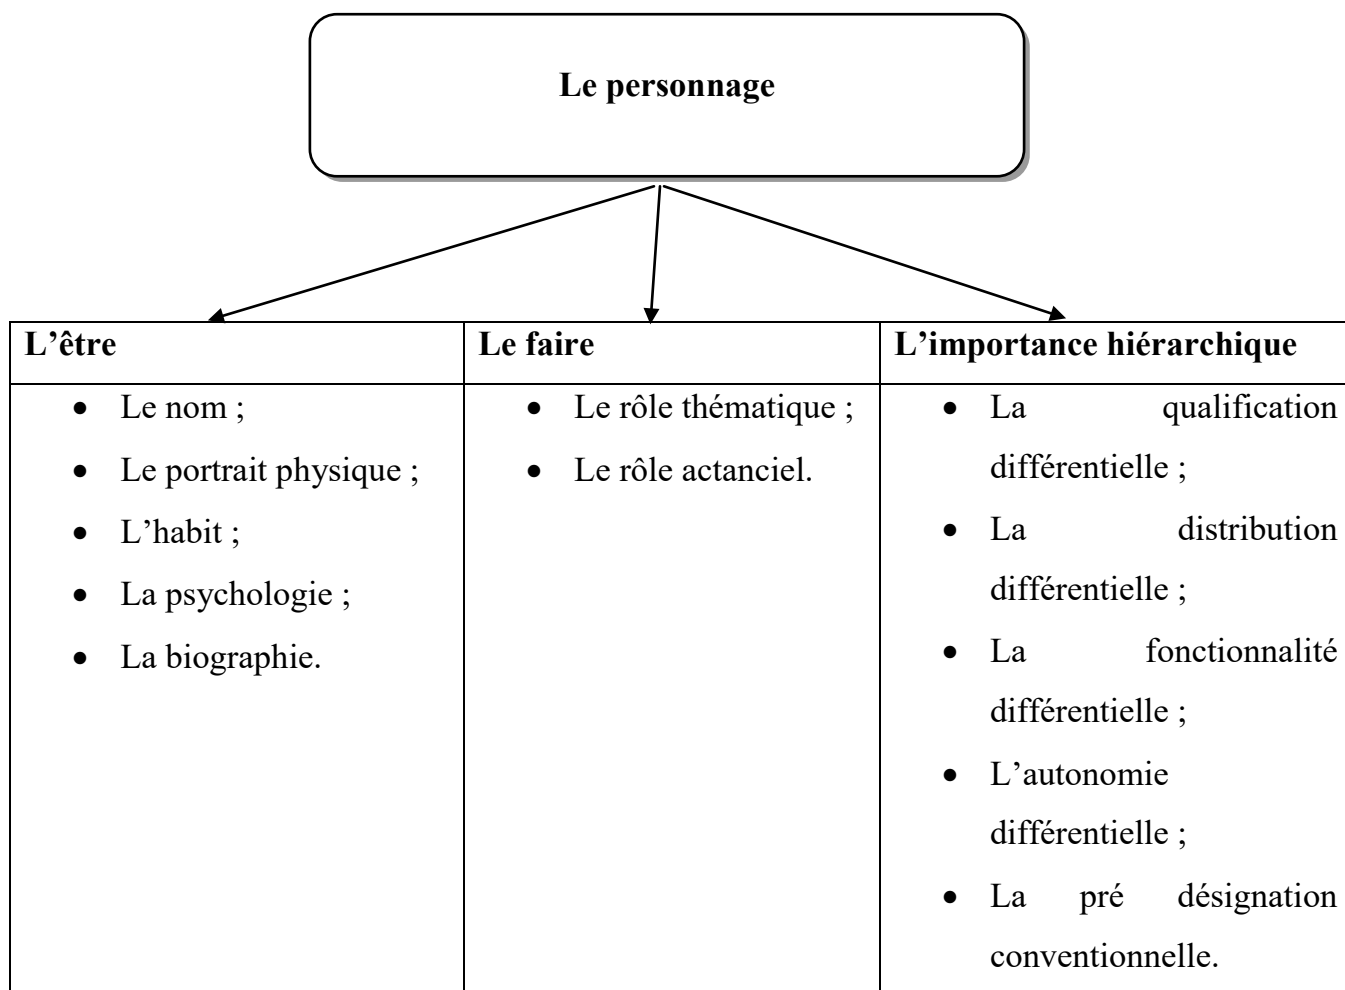 Le personnage
L’être
Le faire
L’importance hiérarchique
• Le nom ;
• Le portrait physique ;
• L’habit ;
• La psychologie ;
• La biographie.
• Le rôle thématique ;
• Le rôle actanciel.
• La qualification
différentielle ;
• La distribution
différentielle ;
• La fonctionnalité
différentielle ;
• L’autonomie
différentielle ;
• La pré désignation
conventionnelle.